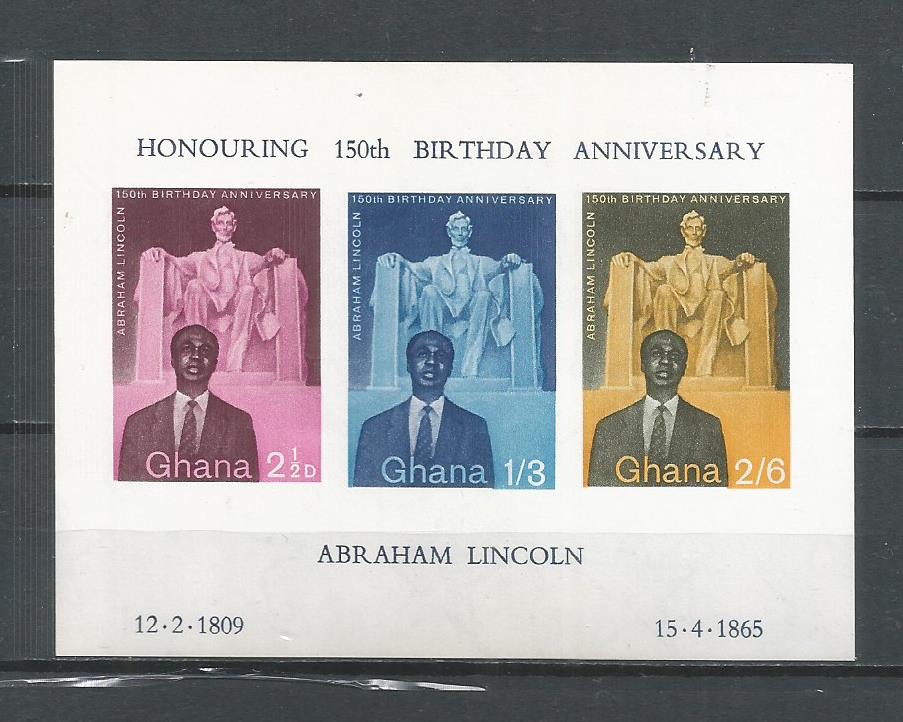 HONOURING 150th BIRTHDAY ANNIVERSARY
150th BIRTHDAY ANNIVERSARY
ABRAHAM LINCOLN
Ghana 2½D
150th BIRTHDAY ANNIVERSARY
ABRAHAM LINCOLN
Ghana 1/3
150th BIRTHDAY ANNIVERSARY
ABRAHAM LINCOLN
Ghana 2/6
ABRAHAM LINCOLN
12·2·1809
15·4·1865